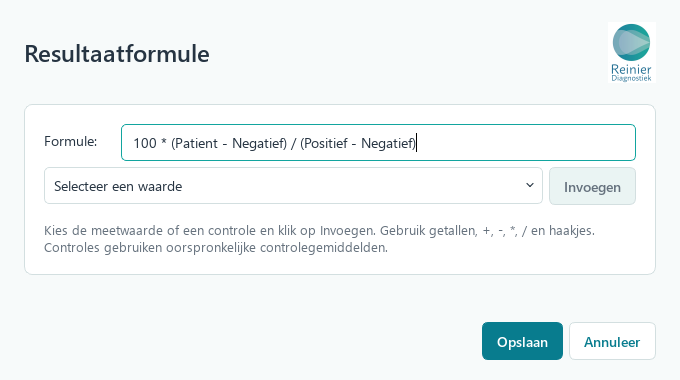 Resultaatformule
Reinier
Diagnostiek
Formule:
100 * (Patient - Negatief) / (Positief - Negatief)
Selecteer een waarde
Invoegen
Kies de meetwaarde of een controle en klik op Invoegen. Gebruik getallen, +, -, *, / en haakjes.
Controles gebruiken oorspronkelijke controlegemiddelden.
Opslaan
Annuleer